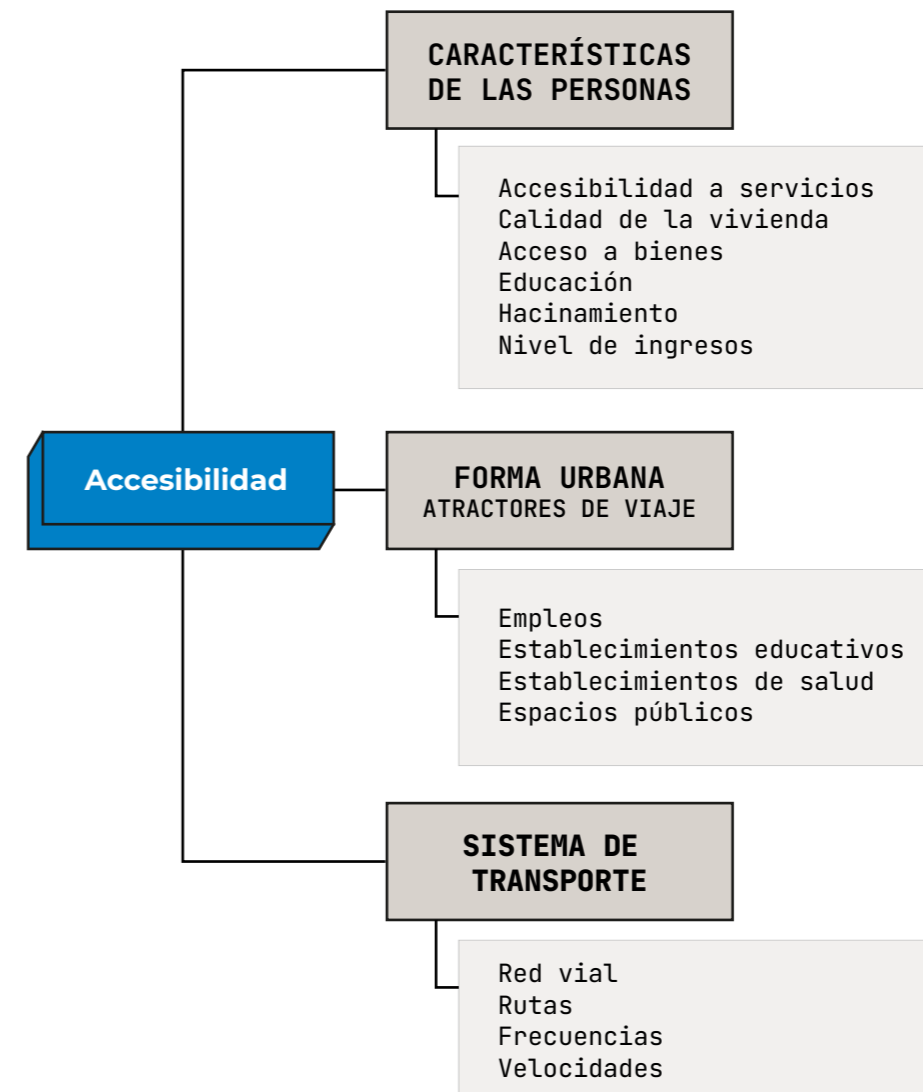 CARACTERÍSTICAS
DE LAS PERSONAS
Accesibilidad a servicios
Calidad de la vivienda
Acceso a bienes
Educación
Hacinamiento
Nivel de ingresos
Accesibilidad
FORMA URBANA
ATRACTORES DE VIAJE
Empleos
Establecimientos educativos
Establecimientos de salud
Espacios públicos
SISTEMA DE
TRANSPORTE
Red vial
Rutas
Frecuencias
Velocidades